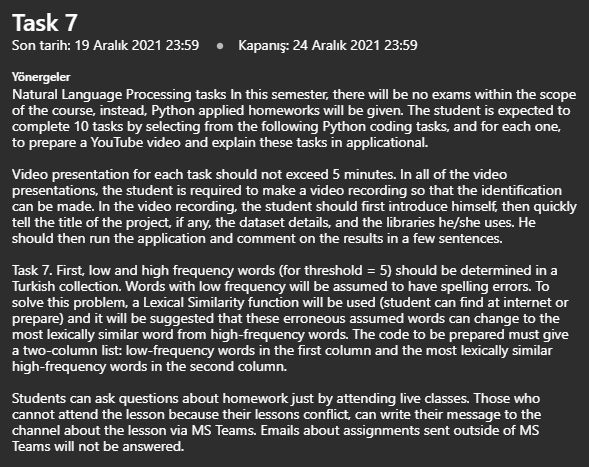 Task 7
Son tarih: 19 Aralık 2021 23:59 • Kapanış: 24 Aralık 2021 23:59
Yönergeler
Natural Language Processing tasks In this semester, there will be no exams within the scope
of the course, instead, Python applied homeworks will be given. The student is expected to
complete 10 tasks by selecting from the following Python coding tasks, and for each one,
to prepare a YouTube video and explain these tasks in applicational.
Video presentation for each task should not exceed 5 minutes. In all of the video
presentations, the student is required to make a video recording so that the identification
can be made. In the video recording, the student should first introduce himself, then quickly
tell the title of the project, if any, the dataset details, and the libraries he/she uses. He
should then run the application and comment on the results in a few sentences.
Task 7. First, low and high frequency words (for threshold = 5) should be determined in a
Turkish collection. Words with low frequency will be assumed to have spelling errors. To
solve this problem, a Lexical Similarity function will be used (student can find at internet or
prepare) and it will be suggested that these erroneous assumed words can change to the
most lexically similar word from high-frequency words. The code to be prepared must give
a two-column list: low-frequency words in the first column and the most lexically similar
high-frequency words in the second column.
Students can ask questions about homework just by attending live classes. Those who
cannot attend the lesson because their lessons conflict, can write their message to the
channel about the lesson via MS Teams. Emails about assignments sent outside of MS
Teams will not be answered.